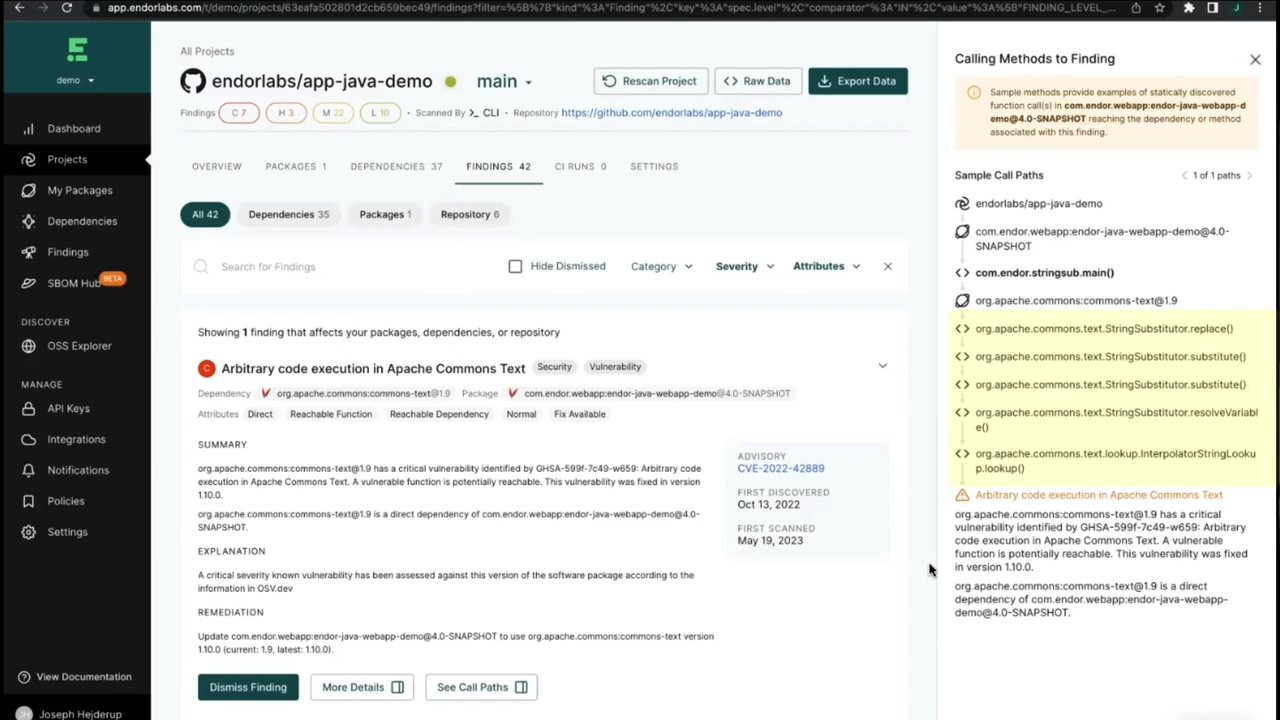 app.endorlabs.com/t/demo/projects/63eafa502801d2cb659bec49/findings?filter=%5B%7B"kind"%3A"Finding"%2C"key"%3A"spec.level"%2C"comparator"%3A"IN"%2C"value"%3A%5B"FINDING_LEVEL_...
J
demo
Dashboard
Projects
My Packages
Dependencies
Findings
SBOM Hub BETA
DISCOVER
OSS Explorer
MANAGE
API Keys
Integrations
Notifications
Policies
Settings
View Documentation
JH Joseph Hejderup
All Projects
endorlabs/app-java-demo main
Rescan Project
<> Raw Data
Export Data
Findings C 7 H 3 M 22 L 10 • Scanned By >_ CLI • Repository https://github.com/endorlabs/app-java-demo
OVERVIEW PACKAGES 1 DEPENDENCIES 37 FINDINGS 42 CI RUNS 0 SETTINGS
All 42 Dependencies 35 Packages 1 Repository 6
Search for Findings Hide Dismissed Category Severity Attributes
Showing 1 finding that affects your packages, dependencies, or repository
C Arbitrary code execution in Apache Commons Text Security Vulnerability
Dependency org.apache.commons:commons-text@1.9 Package com.endor.webapp:endor-java-webapp-demo@4.0-SNAPSHOT
Attributes Direct Reachable Function Reachable Dependency Normal Fix Available
SUMMARY
org.apache.commons:commons-text@1.9 has a critical vulnerability identified by GHSA-599f-7c49-w659: Arbitrary code
execution in Apache Commons Text. A vulnerable function is potentially reachable. This vulnerability was fixed in version
1.10.0.
org.apache.commons:commons-text@1.9 is a direct dependency of com.endor.webapp:endor-java-webapp-demo@4.0-
SNAPSHOT.
EXPLANATION
A critical severity known vulnerability has been assessed against this version of the software package according to the
information in OSV.dev
REMEDIATION
Update com.endor.webapp:endor-java-webapp-demo@4.0-SNAPSHOT to use org.apache.commons:commons-text version
1.10.0 (current: 1.9, latest: 1.10.0).
Dismiss Finding
More Details
See Call Paths
ADVISORY
CVE-2022-42889
FIRST DISCOVERED
Oct 13, 2022
FIRST SCANNED
May 19, 2023
Calling Methods to Finding
Sample methods provide examples of statically discovered
function call(s) in com.endor.webapp:endor-java-webapp-d
emo@4.0-SNAPSHOT reaching the dependency or method
associated with this finding.
Sample Call Paths < 1 of 1 paths >
endorlabs/app-java-demo
com.endor.webapp:endor-java-webapp-demo@4.0-
SNAPSHOT
<> com.endor.stringsub.main()
org.apache.commons:commons-text@1.9
<> org.apache.commons.text.StringSubstitutor.replace()
<> org.apache.commons.text.StringSubstitutor.substitute()
<> org.apache.commons.text.StringSubstitutor.substitute()
<> org.apache.commons.text.StringSubstitutor.resolveVariabl
e()
<> org.apache.commons.text.lookup.InterpolatorStringLooku
p.lookup()
Arbitrary code execution in Apache Commons Text
org.apache.commons:commons-text@1.9 has a critical
vulnerability identified by GHSA-599f-7c49-w659: Arbitrary
code execution in Apache Commons Text. A vulnerable
function is potentially reachable. This vulnerability was fixed
in version 1.10.0.
org.apache.commons:commons-text@1.9 is a direct
dependency of com.endor.webapp:endor-java-webapp-
demo@4.0-SNAPSHOT.